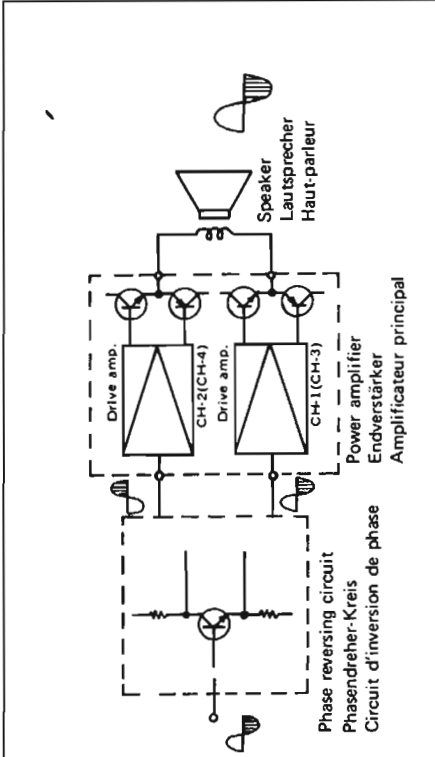 Phase reversing circuit
Phasendreher-Kreis
Circuit d'inversion de phase
Drive amp.
CH-2(CH-4)
Drive amp.
CH-1(CH-3)
Power amplifier
Endverstärker
Amplificateur principal
Speaker
Lautsprecher
Haut-parleur